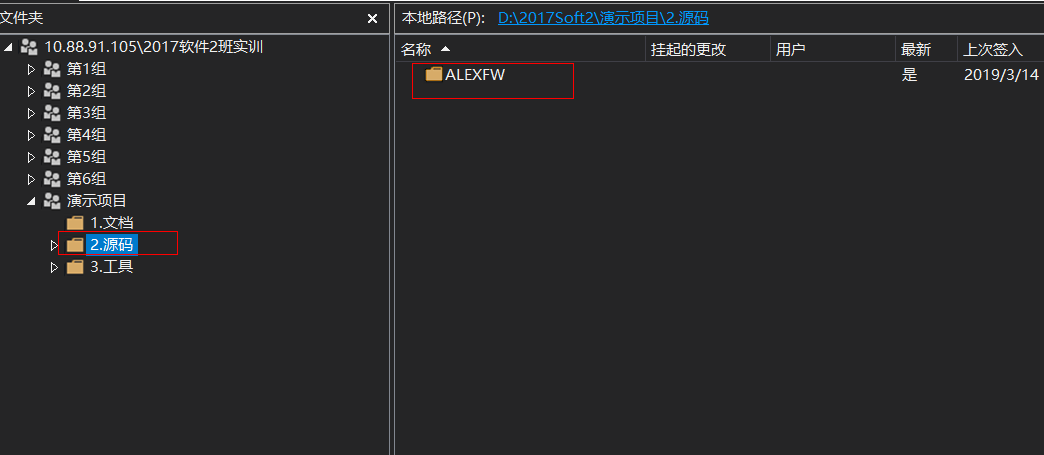 文件夹
10.88.91.105\2017软件2班实训
第1组
第2组
第3组
第4组
第5组
第6组
演示项目
1.文档
2.源码
3.工具
本地路径(P): D:\2017Soft2\演示项目\2.源码
名称 挂起的更改 用户 最新 上次签入
ALEXFW 是 2019/3/14